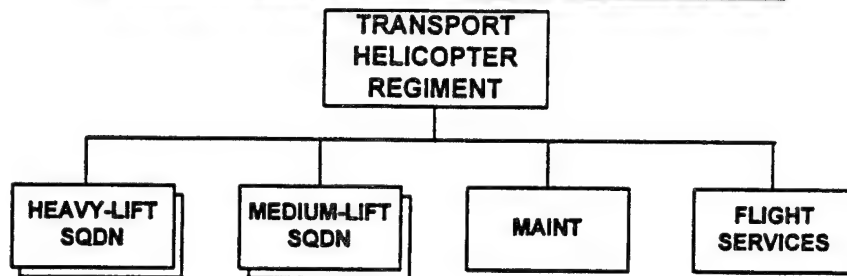 TRANSPORT
HELICOPTER
REGIMENT
HEAVY-LIFT
SQDN
MEDIUM-LIFT
SQDN
MAINT
FLIGHT
SERVICES